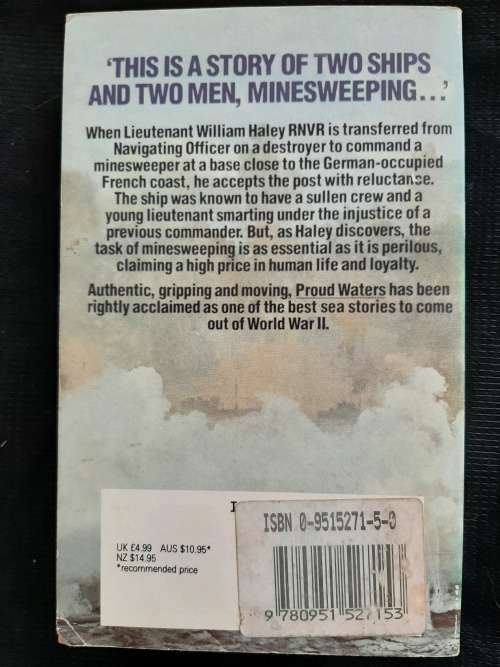 'THIS IS A STORY OF TWO SHIPS
AND TWO MEN, MINESWEEPING...'
When Lieutenant William Haley RNVR is transferred from
Navigating Officer on a destroyer to command a
minesweeper at a base close to the German-occupied
French coast, he accepts the post with reluctance.
The ship was known to have a sullen crew and a
young lieutenant smarting under the injustice of a
previous commander. But, as Haley discovers, the
task of minesweeping is as essential as it is perilous,
claiming a high price in human life and loyalty.
Authentic, gripping and moving, Proud Waters has been
rightly acclaimed as one of the best sea stories to come
out of World War II.
UK £4.99 AUS $10.95*
NZ $14.95
*recommended price
ISBN 0-9515271-5-
9 780951 527153